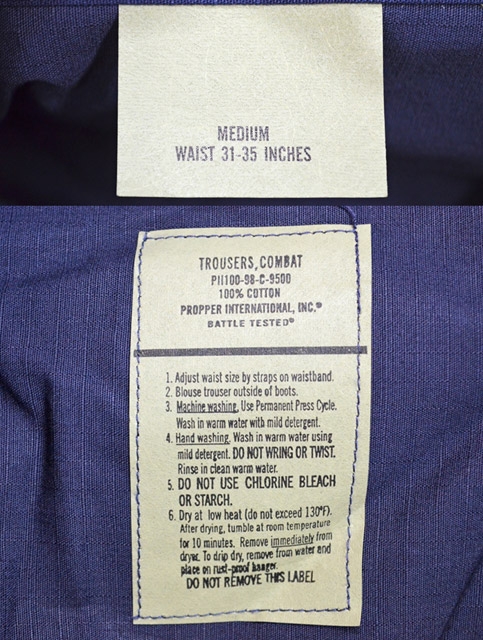 MEDIUM
WAIST 31-35 INCHES
TROUSERS, COMBAT
PII100-98-C-9500
100% COTTON
PROPPER INTERNATIONAL, INC.®
BATTLE TESTED®
1. Adjust waist size by straps on waistband.
2. Blouse trouser outside of boots.
3. Machine washing. Use Permanent Press Cycle.
Wash in warm water with mild detergent.
4. Hand washing. Wash in warm water using
mild detergent. DO NOT WRING OR TWIST.
Rinse in clean warm water.
5. DO NOT USE CHLORINE BLEACH
OR STARCH.
6. Dry at low heat (do not exceed 130°F).
After drying, tumble at room temperature
for 10 minutes. Remove immediately from
dryer. To drip dry, remove from water and
place on rust-proof hanger.
DO NOT REMOVE THIS LABEL